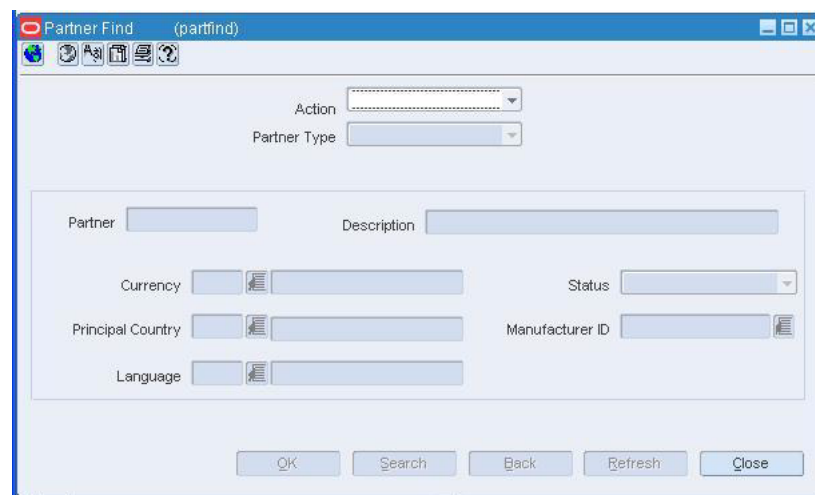 Partner Find (partfind)
Action
Partner Type
Partner
Description
Currency
Status
Principal Country
Manufacturer ID
Language
OK Search Back Refresh Close